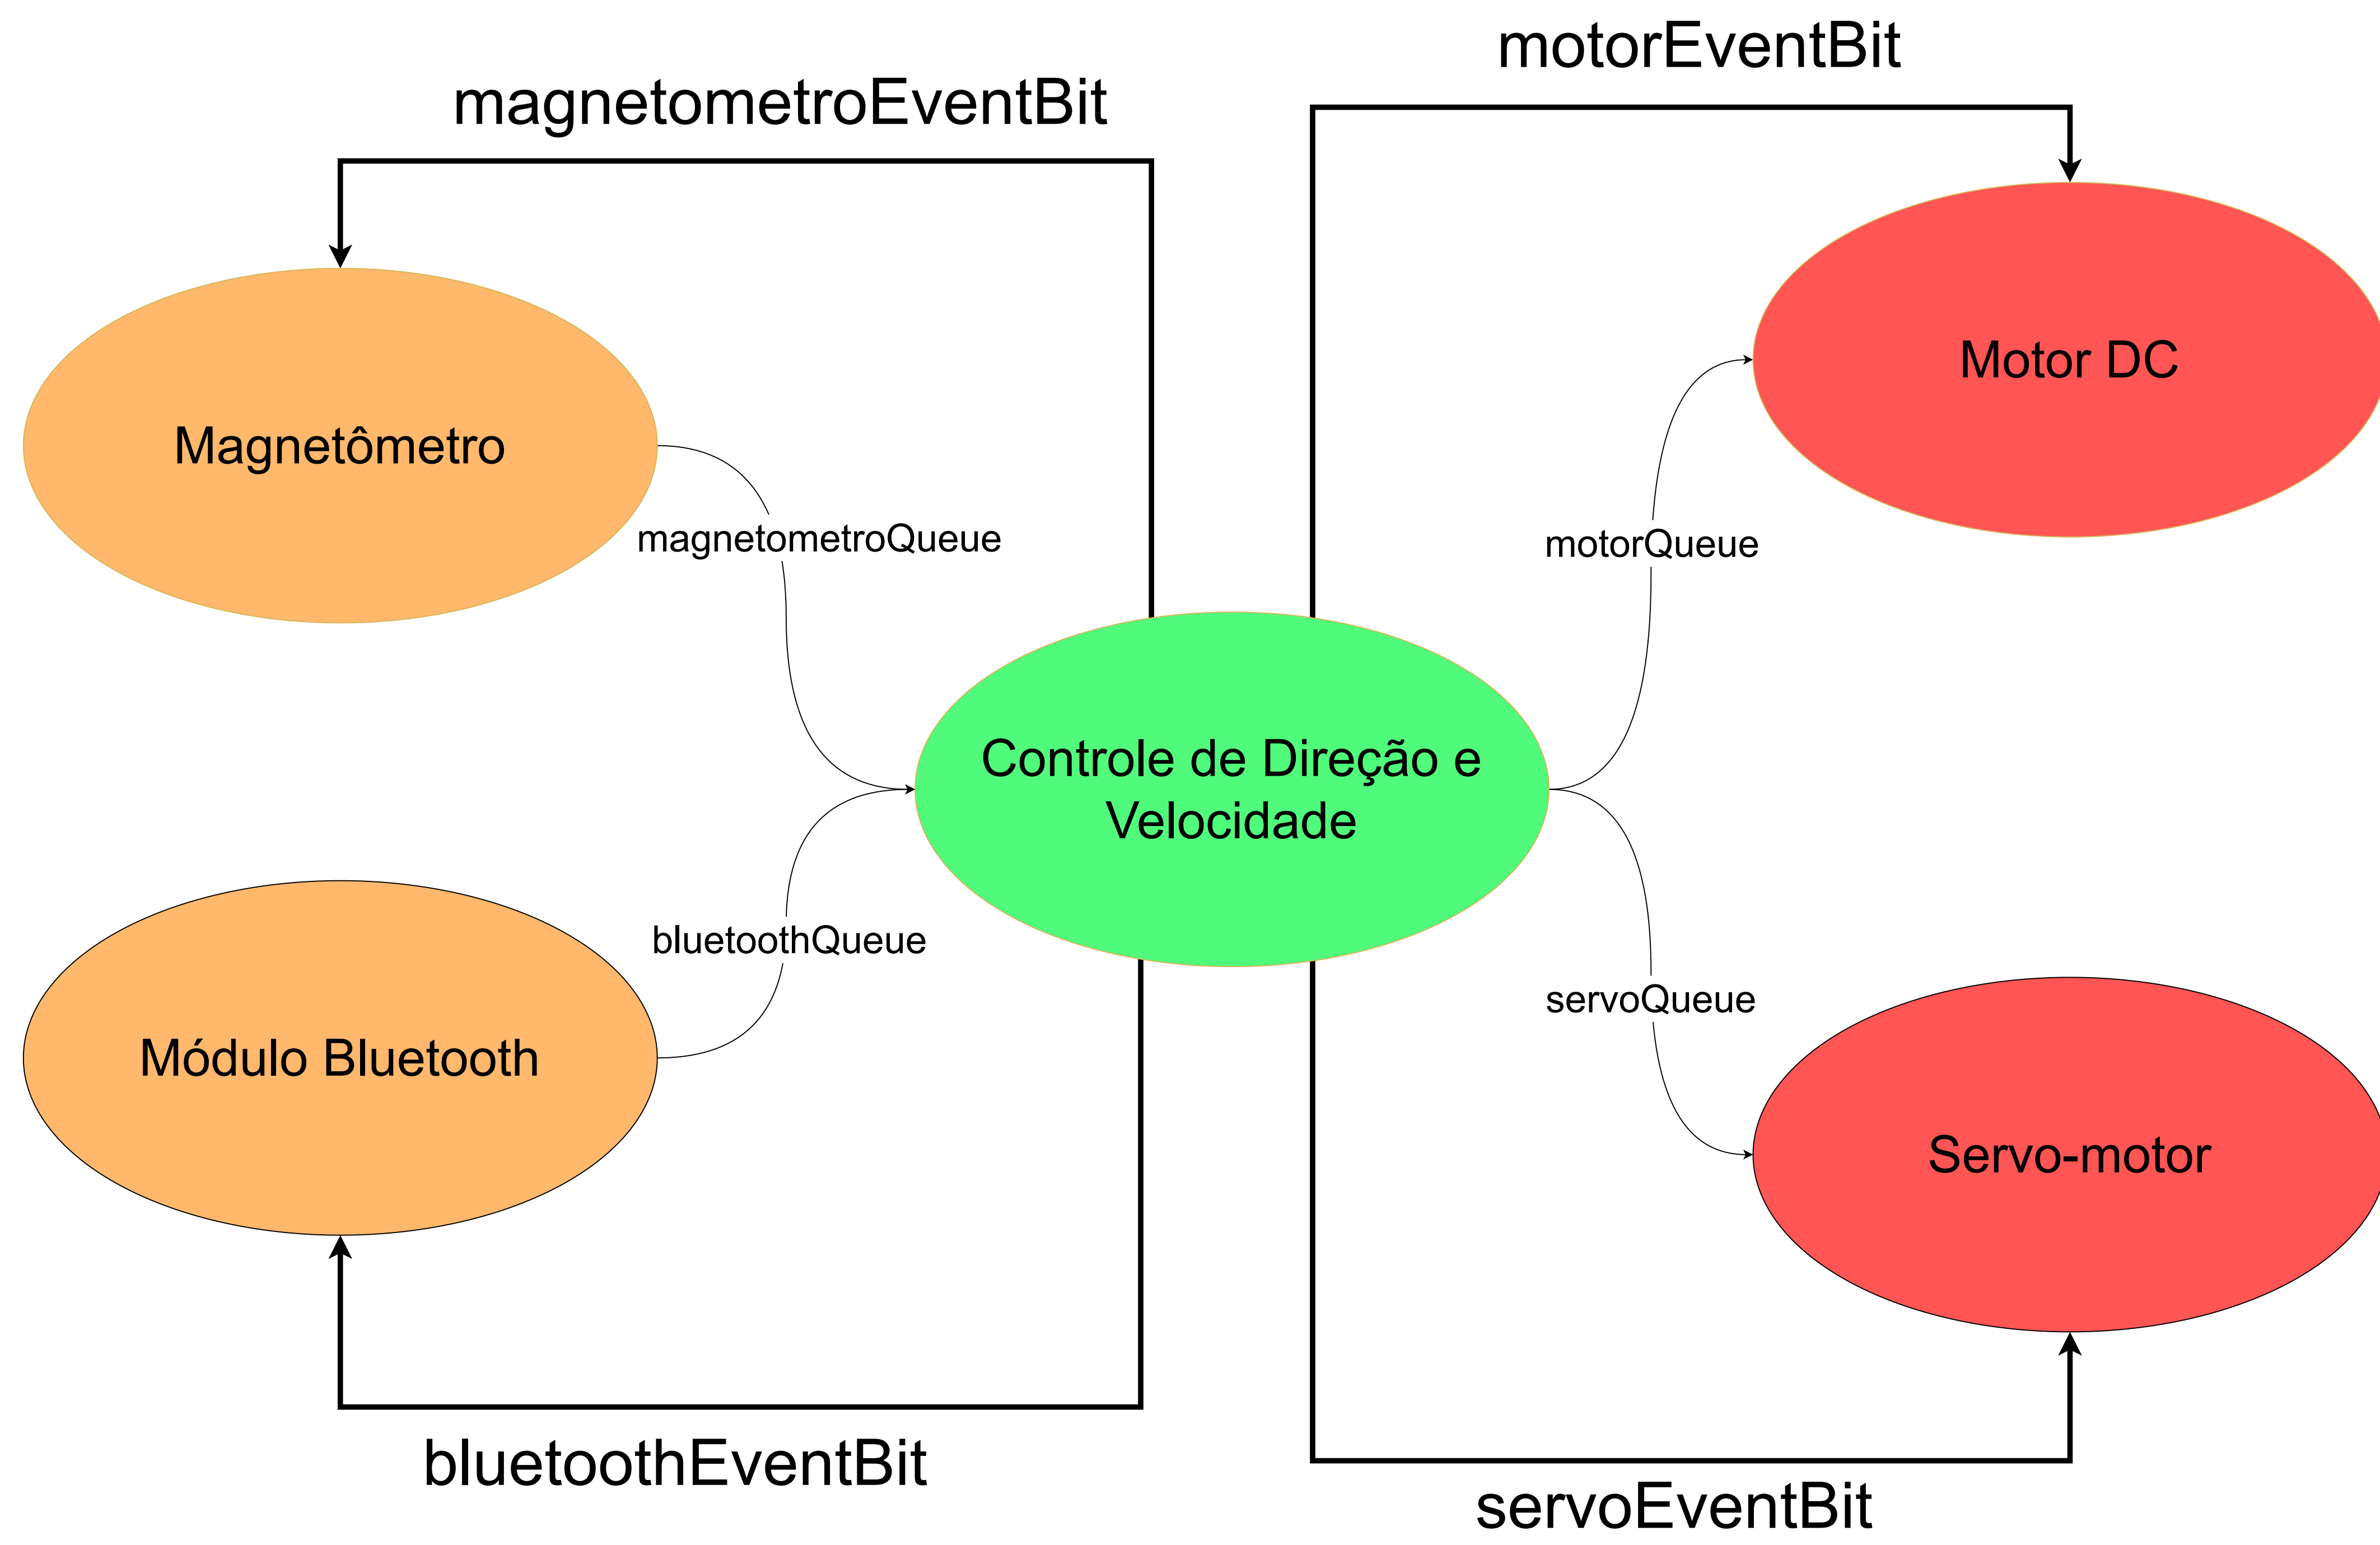 motorEventBit
magnetometroEventBit
Motor DC
Magnetômetro
magnetometroQueue
motorQueue
Controle de Direção e
Velocidade
bluetoothQueue
servoQueue
Módulo Bluetooth
Servo-motor
bluetoothEventBit
servoEventBit